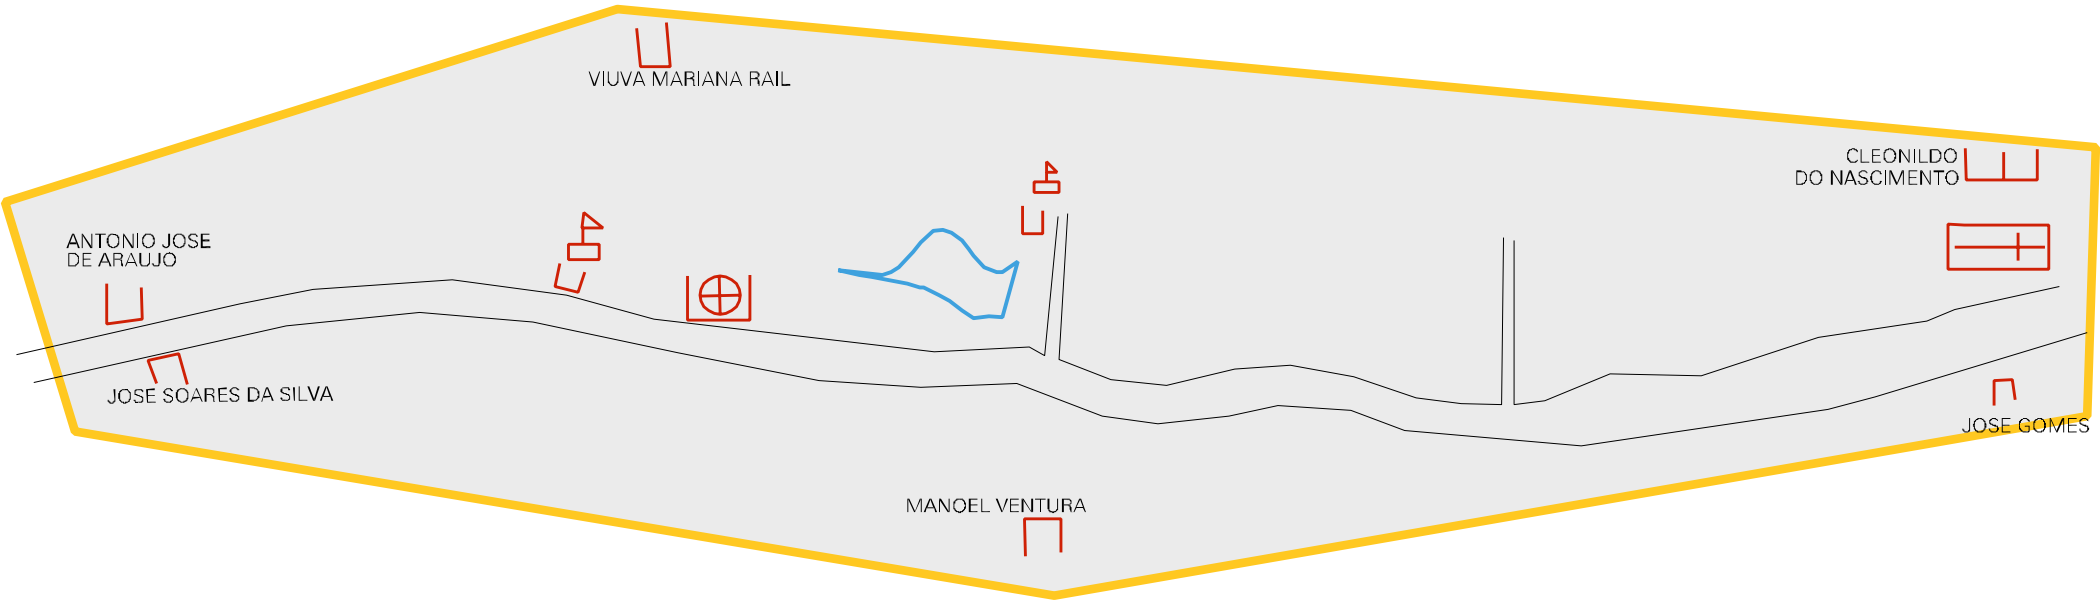 VIUVA MARIANA RAIL
CLEONILDO
DO NASCIMENTO
ANTONIO JOSE
DE ARAUJO
JOSE SOARES DA SILVA
JOSE GOMES
MANOEL VENTURA